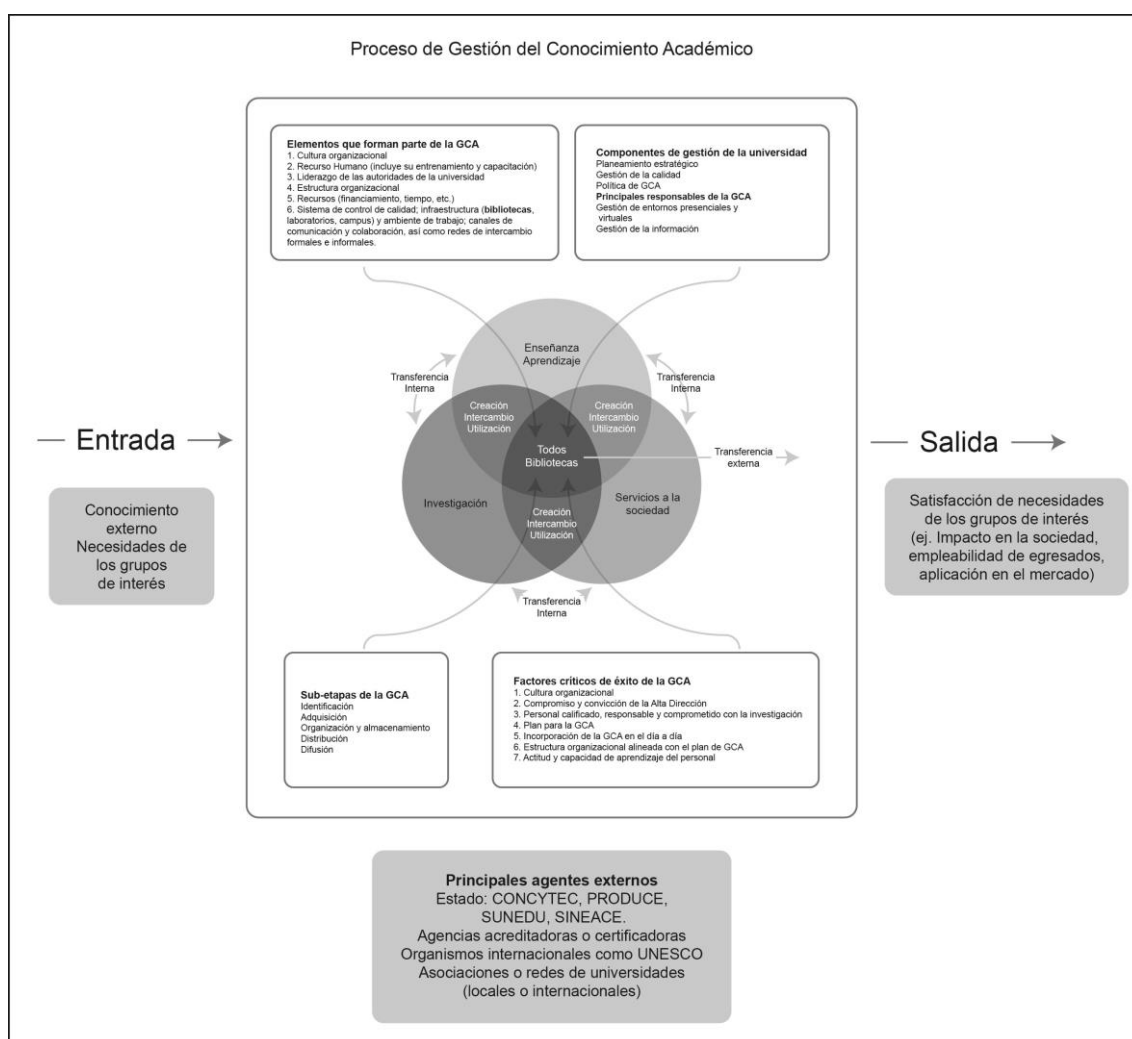 Proceso de Gestión del Conocimiento Académico
Elementos que forman parte de la GCA
1. Cultura organizacional
2. Recurso Humano (incluye su entrenamiento y capacitación)
3. Liderazgo de las autoridades de la universidad
4. Estructura organizacional
5. Recursos (financiamiento, tiempo, etc.)
6. Sistema de control de calidad; infraestructura (bibliotecas,
laboratorios, campus) y ambiente de trabajo; canales de
comunicación y colaboración, así como redes de intercambio
formales e informales.
Componentes de gestión de la universidad
Planeamiento estratégico
Gestión de la calidad
Política de GCA
Principales responsables de la GCA
Gestión de entornos presenciales y
virtuales
Gestión de la información
Enseñanza
Aprendizaje
Transferencia
Interna
Transferencia
Interna
Creación
Intercambio
Utilización
Creación
Intercambio
Utilización
Entrada
Todos
Bibliotecas
Transferencia
externa
Salida
Investigación
Servicios a la
sociedad
Creación
Intercambio
Utilización
Conocimiento
externo
Necesidades de
los grupos
de interés
Satisfacción de necesidades
de los grupos de interés
(ej. Impacto en la sociedad,
empleabilidad de egresados,
aplicación en el mercado)
Transferencia
Interna
Sub-etapas de la GCA
Identificación
Adquisición
Organización y almacenamiento
Distribución
Difusión
Factores críticos de éxito de la GCA
1. Cultura organizacional
2. Compromiso y convicción de la Alta Dirección
3. Personal calificado, responsable y comprometido con la investigación
4. Plan para la GCA
5. Incorporación de la GCA en el día a día
6. Estructura organizacional alineada con el plan de GCA
7. Actitud y capacidad de aprendizaje del personal
Principales agentes externos
Estado: CONCYTEC, PRODUCE,
SUNEDU, SINEACE.
Agencias acreditadoras o certificadoras
Organismos internacionales como UNESCO
Asociaciones o redes de universidades
(locales o internacionales)